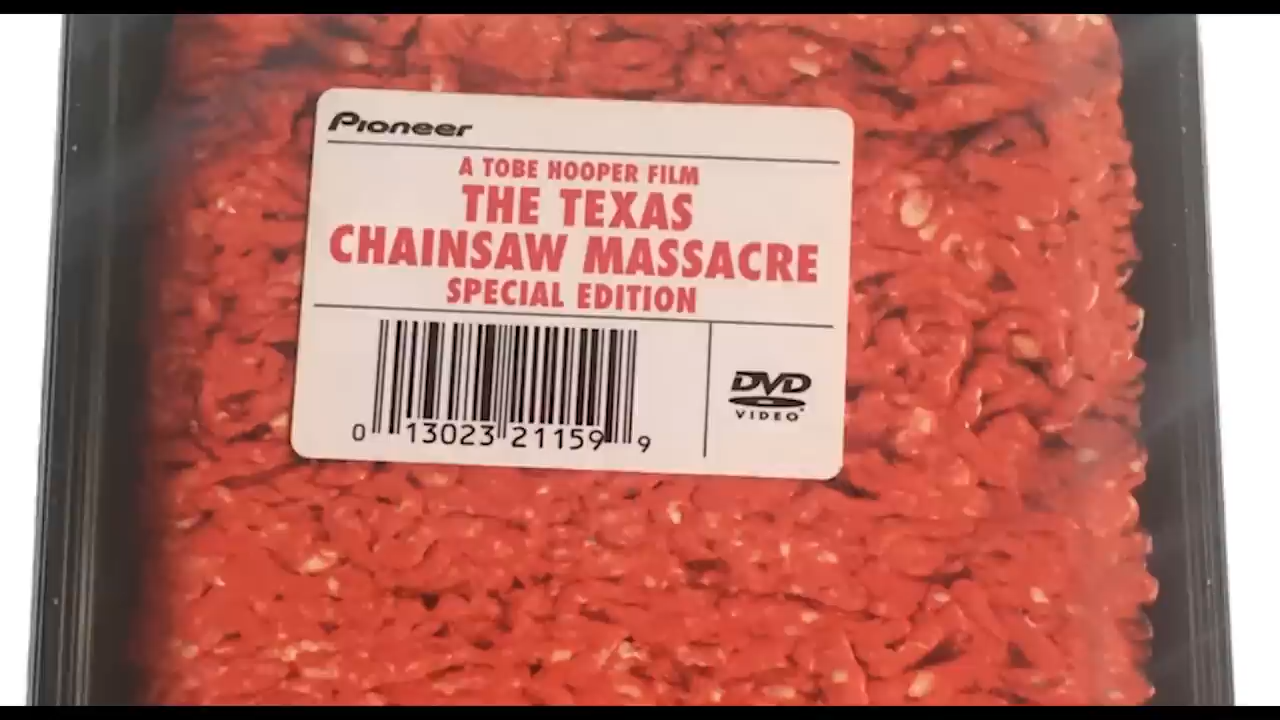 Pioneer
A TOBE HOOPER FILM
THE TEXAS
CHAINSAW MASSACRE
SPECIAL EDITION
0 13023 21159 9
DVD
VIDEO